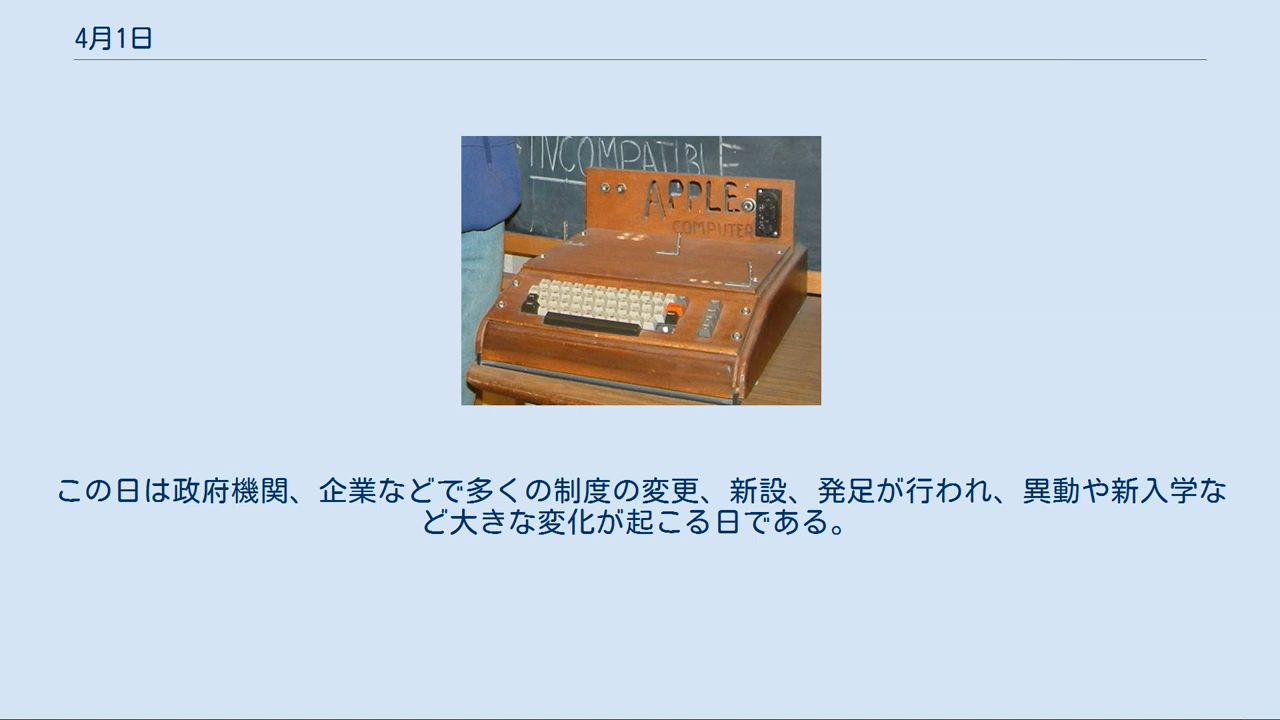 4月1日
INCOMPATIBLE
APPLE
COMPUTER
この日は政府機関、企業などで多くの制度の変更、新設、発足が行われ、異動や新入学な
ど大きな変化が起こる日である。